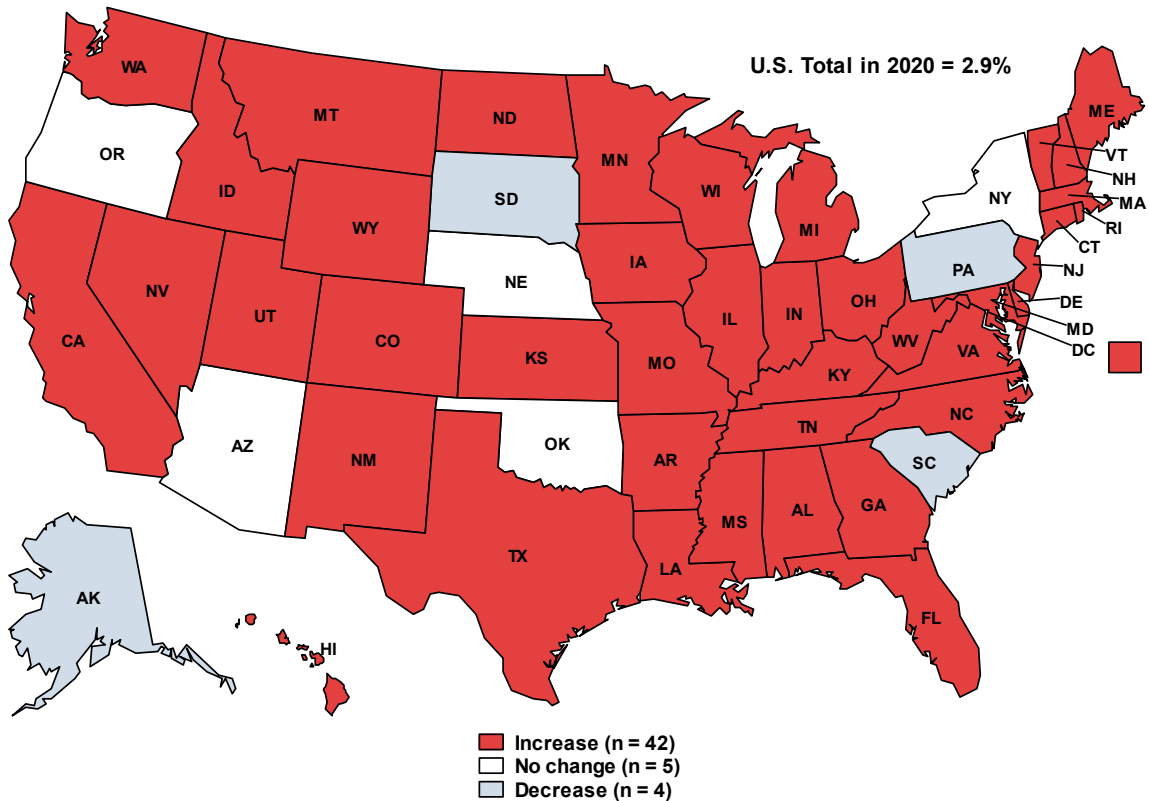 U.S. Total in 2020 = 2.9%
WA
MT
ND
MN
ME
OR
ID
SD
WI
VT
NH
NY
MA
WY
MI
RI
CT
IA
PA
NJ
NE
NV
UT
CO
IL
IN
OH
DE
MD
DC
WV
VA
CA
KS
MO
KY
NC
TN
AZ
NM
OK
AR
SC
MS
AL
GA
TX
LA
AK
FL
HI
Increase (n = 42)
No change (n = 5)
Decrease (n = 4)